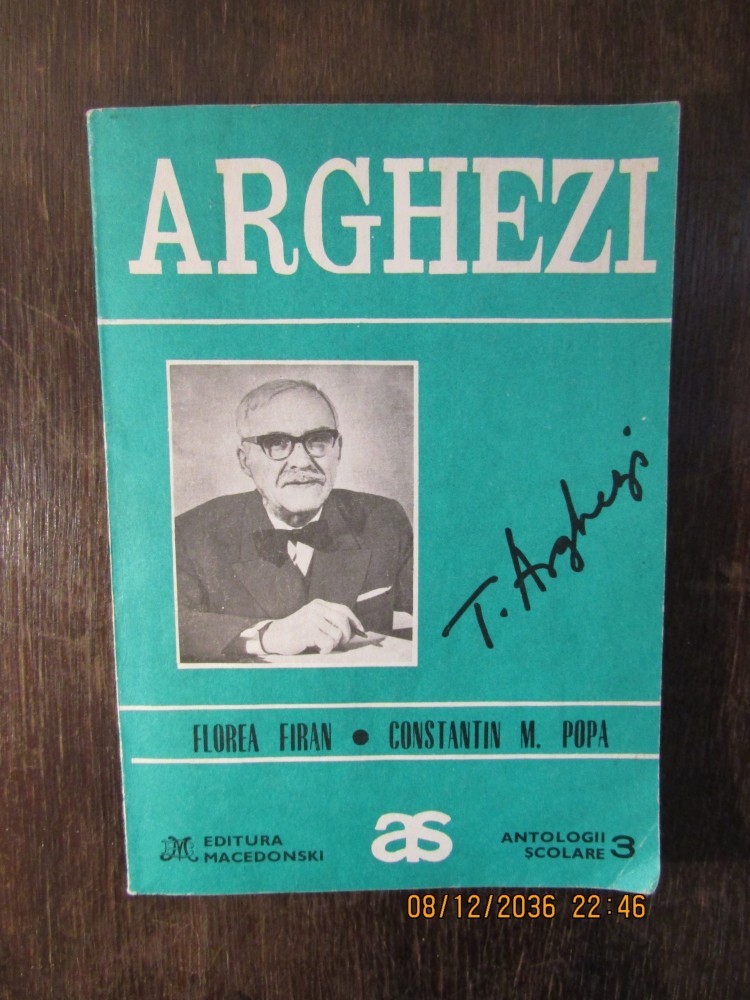 ARGHEZI
T. Arghezi
FLOREA FIRAN • CONSTANTIN M. POPA
EDITURA
MACEDONSKI
as
ANTOLOGII
ȘCOLARE 3
08/12/2036 22:46